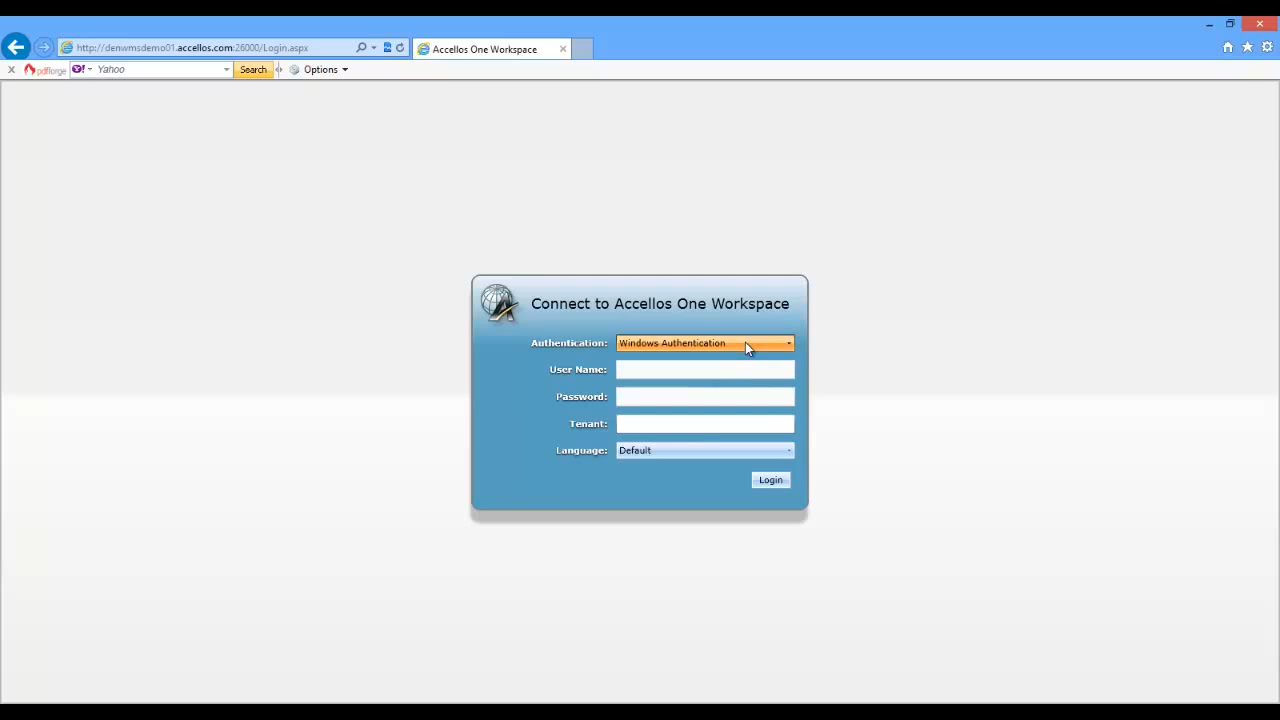 http://denwmsdemo01.accellos.com:26000/Login.aspx
Accellos One Workspace
pdfforge
Y! Yahoo
Search
Options
Connect to Accellos One Workspace
Authentication: Windows Authentication
User Name:
Password:
Tenant:
Language: Default
Login